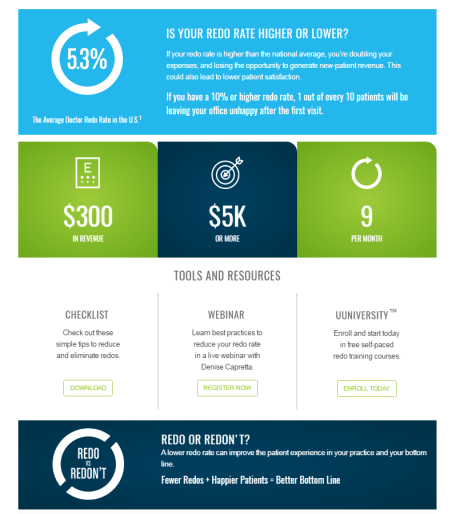 5.3%
The Average Doctor Redo Rate in the U.S.1
IS YOUR REDO RATE HIGHER OR LOWER?
If your redo rate is higher than the national average, you're doubling your
expenses, and losing the opportunity to generate new-patient revenue. This
could also lead to lower patient satisfaction.
If you have a 10% or higher redo rate, 1 out of every 10 patients will be
leaving your office unhappy after the first visit.
E
$300
IN REVENUE
$5K
OR MORE
9
PER MONTH
TOOLS AND RESOURCES
CHECKLIST
Check out these
simple tips to reduce
and eliminate redos.
DOWNLOAD
WEBINAR
Learn best practices to
reduce your redo rate
in a live webinar with
Denise Capretta.
REGISTER NOW
UUNIVERSITY™
Enroll and start today
in free self-paced
redo training courses.
ENROLL TODAY
REDO
VS
REDON'T
REDO OR REDON'T?
A lower redo rate can improve the patient experience in your practice and your bottom
line.
Fewer Redos + Happier Patients = Better Bottom Line